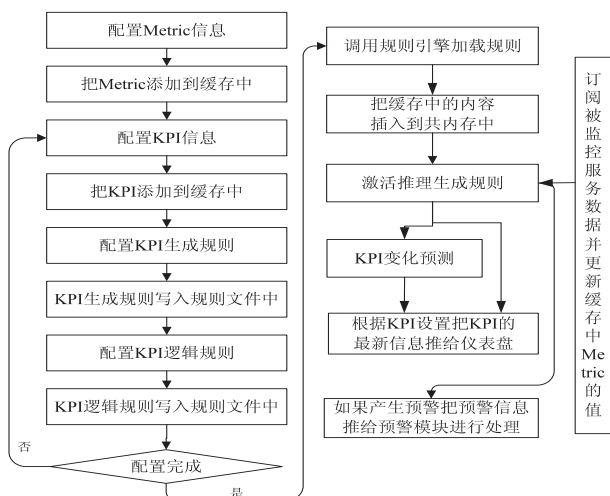 配置Metric信息
把Metric添加到缓存中
配置KPI信息
把KPI添加到缓存中
配置KPI生成规则
KPI生成规则写入规则文件中
配置KPI逻辑规则
KPI逻辑规则写入规则文件中
否
配置完成
是
调用规则引擎加载规则
把缓存中的内容
插入到共内存中
激活推理生成规则
KPI变化预测
根据KPI设置把KPI的
最新信息推给仪表盘
如果产生预警把预警信息
推给预警模块进行处理
订
阅
被
监
控
服
务
数
据
并
更
新
缓
存
中
Me
tric
的
值